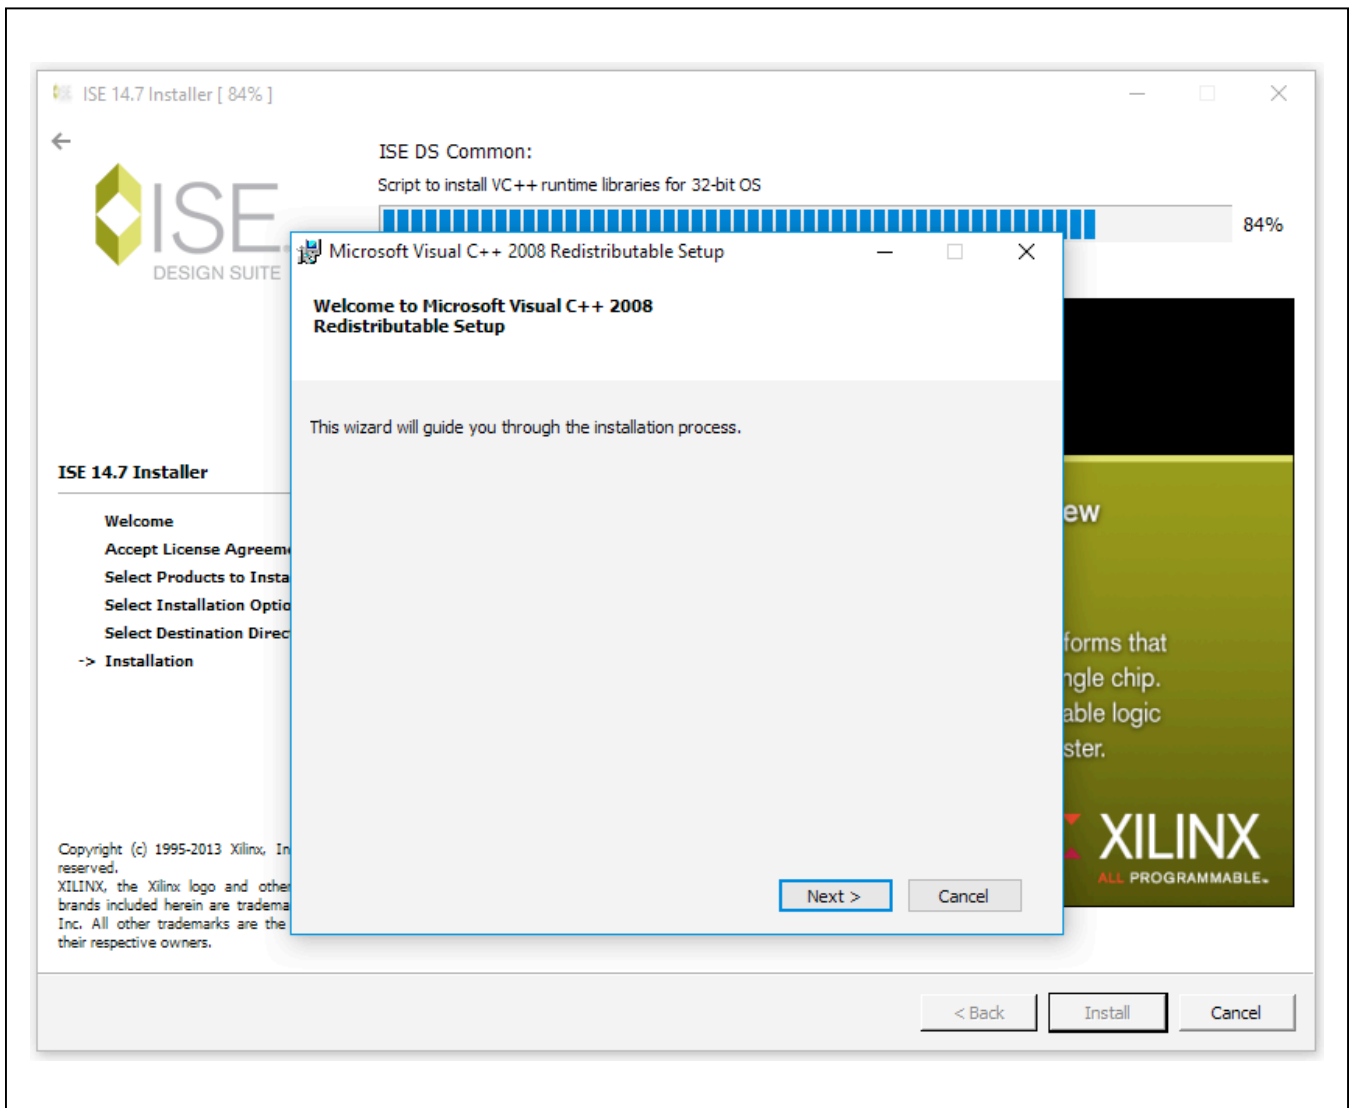 ISE 14.7 Installer [ 84% ]
ISE DS Common:
Script to install VC++ runtime libraries for 32-bit OS
84%
ISE
DESIGN SUITE
Microsoft Visual C++ 2008 Redistributable Setup
Welcome to Microsoft Visual C++ 2008
Redistributable Setup
This wizard will guide you through the installation process.
Next >
Cancel
ISE 14.7 Installer
Welcome
Accept License Agreem
Select Products to Insta
Select Installation Optio
Select Destination Direc
-> Installation
ew
forms that
ngle chip.
able logic
ster.
XILINX
ALL PROGRAMMABLE.
Copyright (c) 1995-2013 Xilinx, In
reserved.
XILINX, the Xilinx logo and other
brands included herein are tradema
Inc. All other trademarks are the
their respective owners.
< Back
Install
Cancel